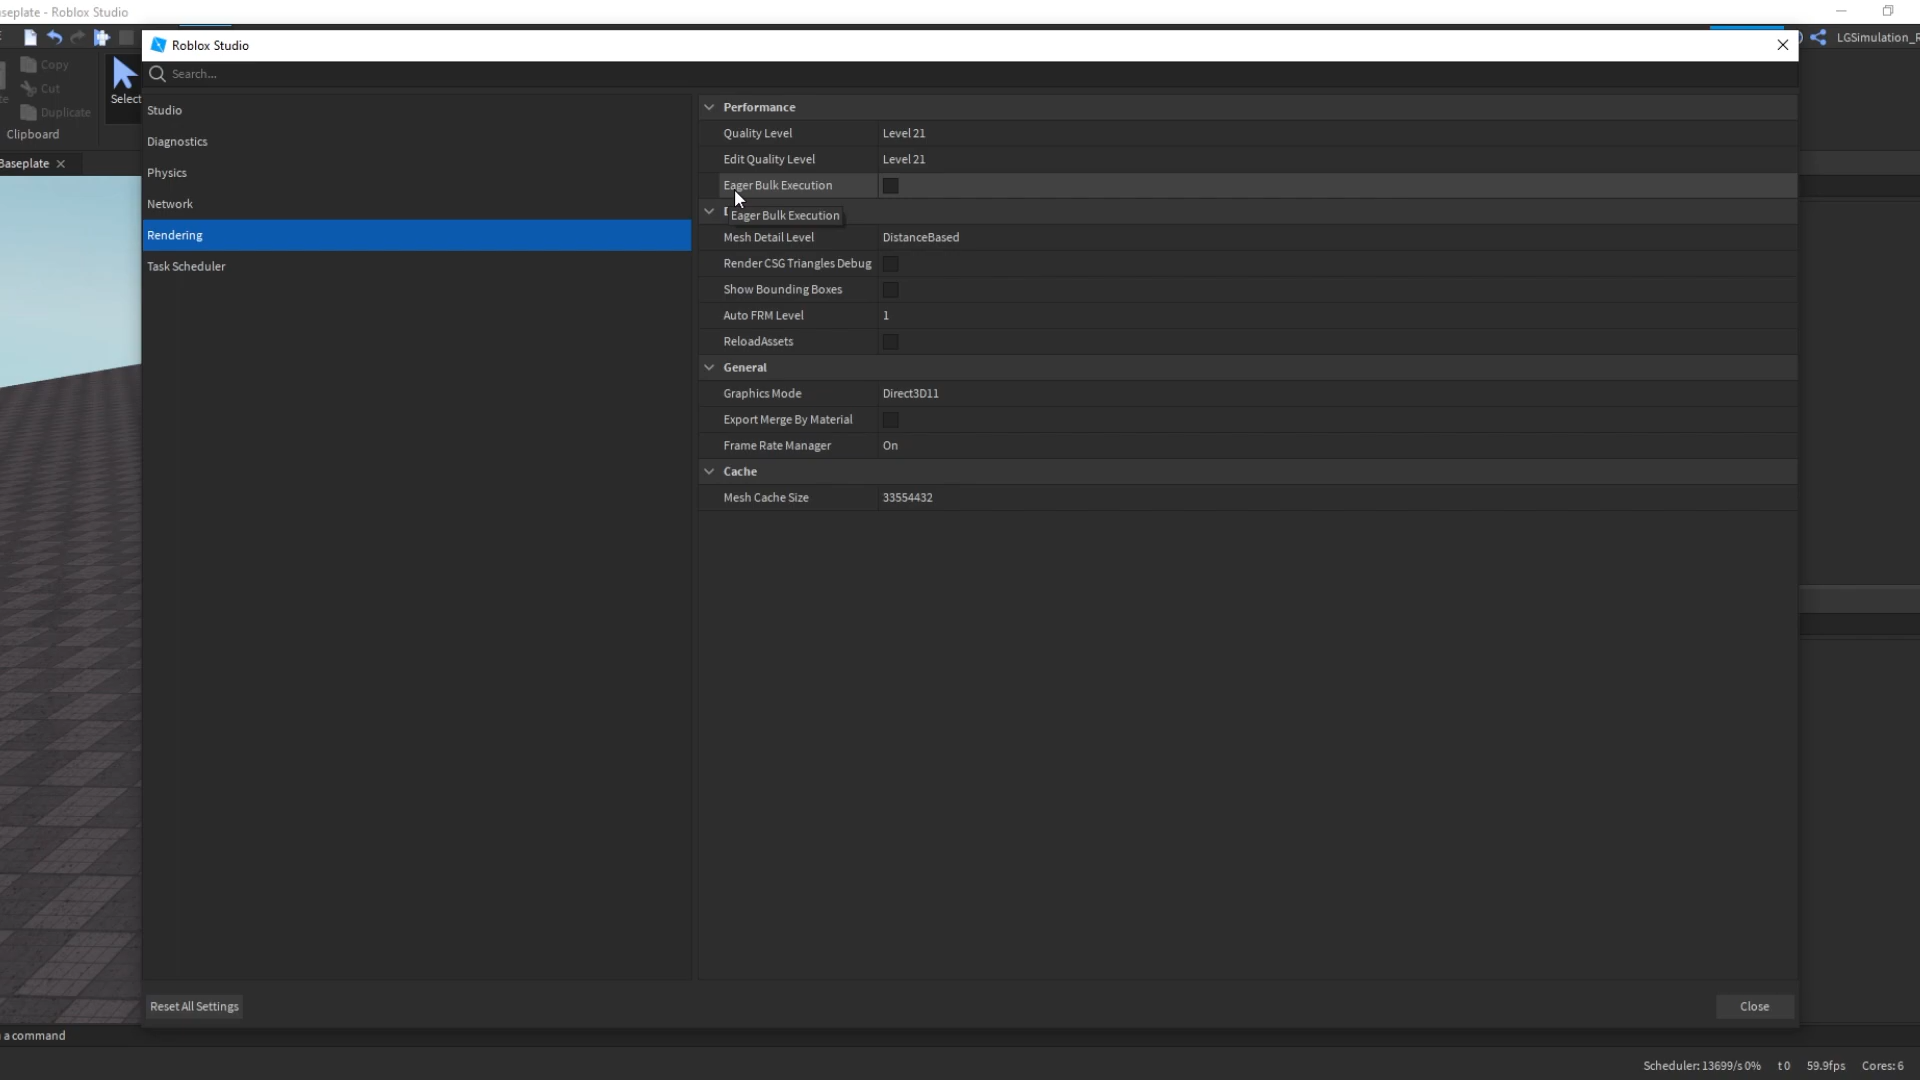 seplate - Roblox Studio
LGSimulation_R
Copy
Cut
Duplicate
Clipboard
Select
Baseplate
Roblox Studio
Search...
Studio
Diagnostics
Physics
Network
Rendering
Task Scheduler
Performance
Quality Level Level 21
Edit Quality Level Level 21
Eager Bulk Execution
Eager Bulk Execution
Mesh Detail Level DistanceBased
Render CSG Triangles Debug
Show Bounding Boxes
Auto FRM Level 1
ReloadAssets
General
Graphics Mode Direct3D11
Export Merge By Material
Frame Rate Manager On
Cache
Mesh Cache Size 33554432
Reset All Settings
Close
a command
Scheduler: 13699/s 0% t 0 59.9fps Cores: 6